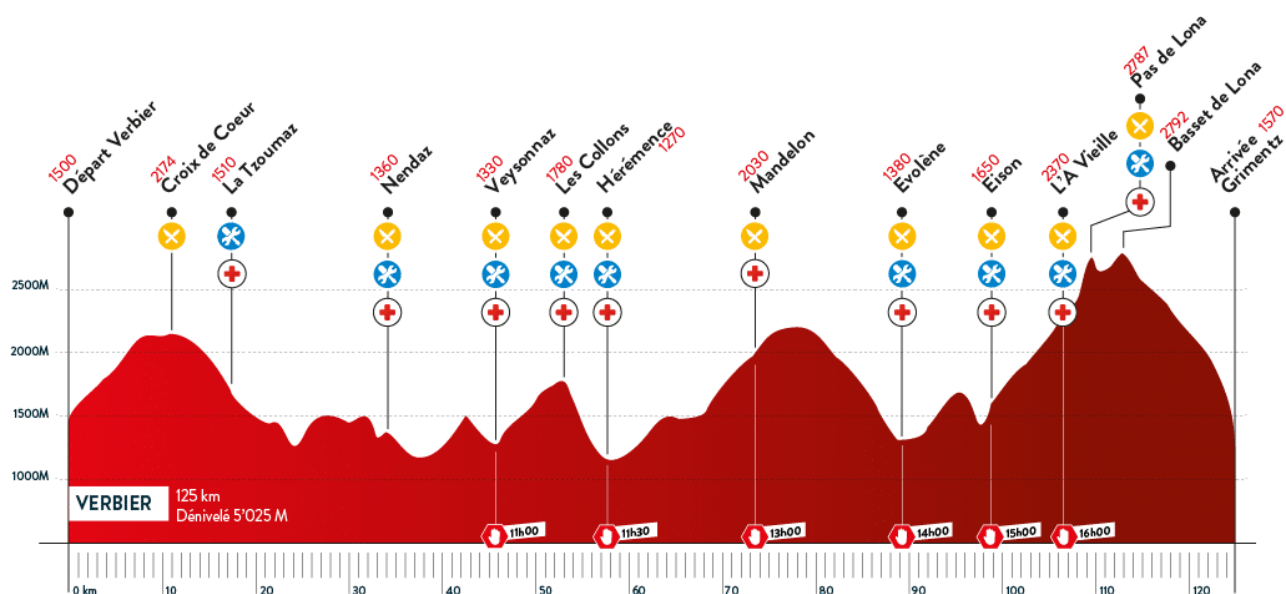 1500
Départ Verbier
2174
Croix de Coeur
1510
La Tzoumaz
1360
Nendaz
1330
Veysonnaz
1780
Les Collons
Hérémence 1270
2030
Mandelon
1380
Evolène
1650
Eison
2370
L'A Vieille
2787
Pas de Lona
2792
Basset de Lona
Arrivée 1570
Grimentz
2500M
2000M
1500M
1000M
VERBIER
125 km
Dénivelé 5'025 M
11h00
11h30
13h00
14h00
15h00
16h00
0 km
10
20
30
40
50
60
70
80
90
100
110
120